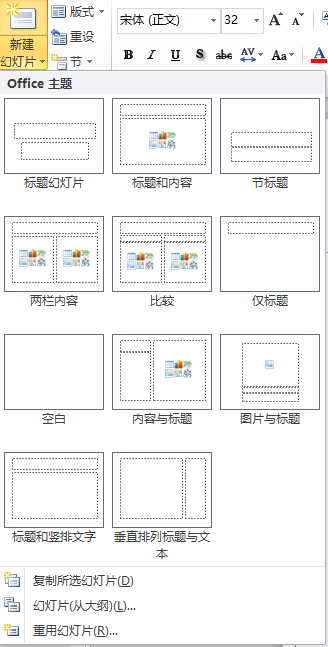 版式
宋体 (正文) 32 A A
新建
幻灯片
重设
节
B I U S abc AV Aa A
Office 主题
标题幻灯片 标题和内容 节标题
两栏内容 比较 仅标题
空白 内容与标题 图片与标题
标题和竖排文字 垂直排列标题与文
本
复制所选幻灯片(D)
幻灯片(从大纲)(L)...
重用幻灯片(R)...